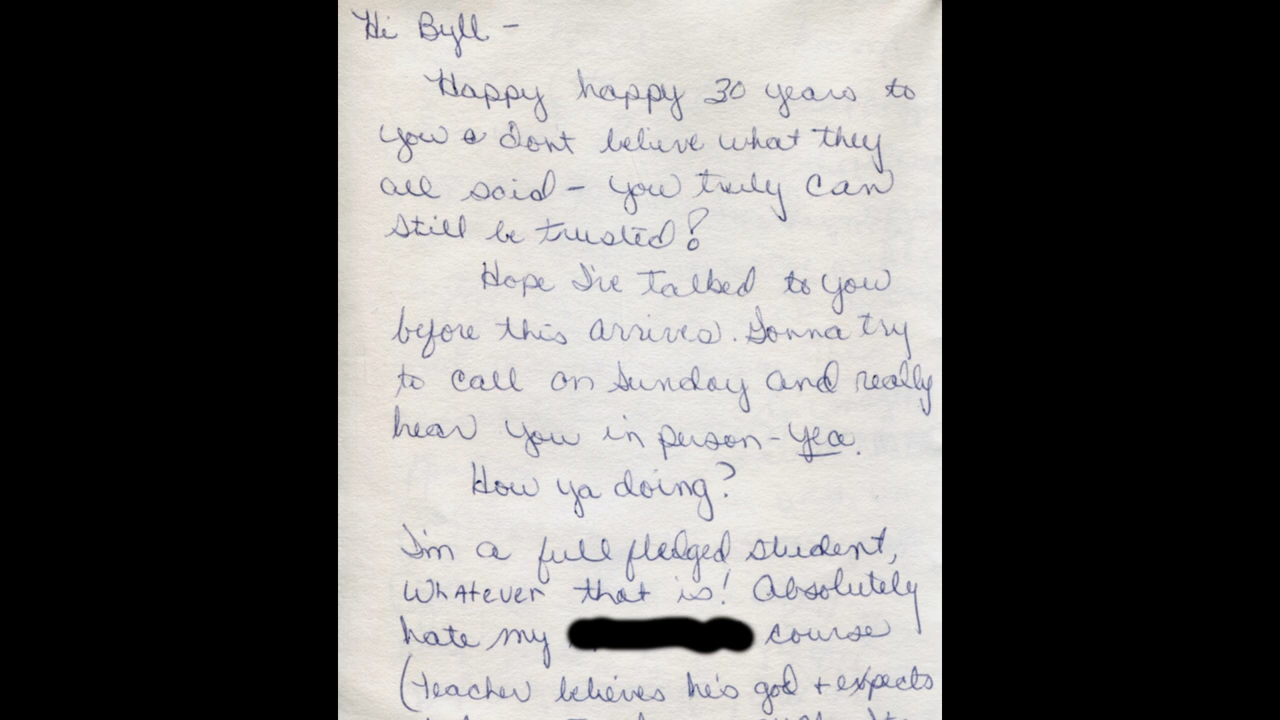 Hi Byll -
Happy happy 30 years to
you & dont believe what they
all said - you truly can
still be trusted!
Hope I've talked to you
before this arrives. Gonna try
to call on Sunday and really
hear you in person - yea.
How ya doing?
I'm a full fledged student,
whatever that is! Absolutely
hate my course
(teacher believes he's god + expects